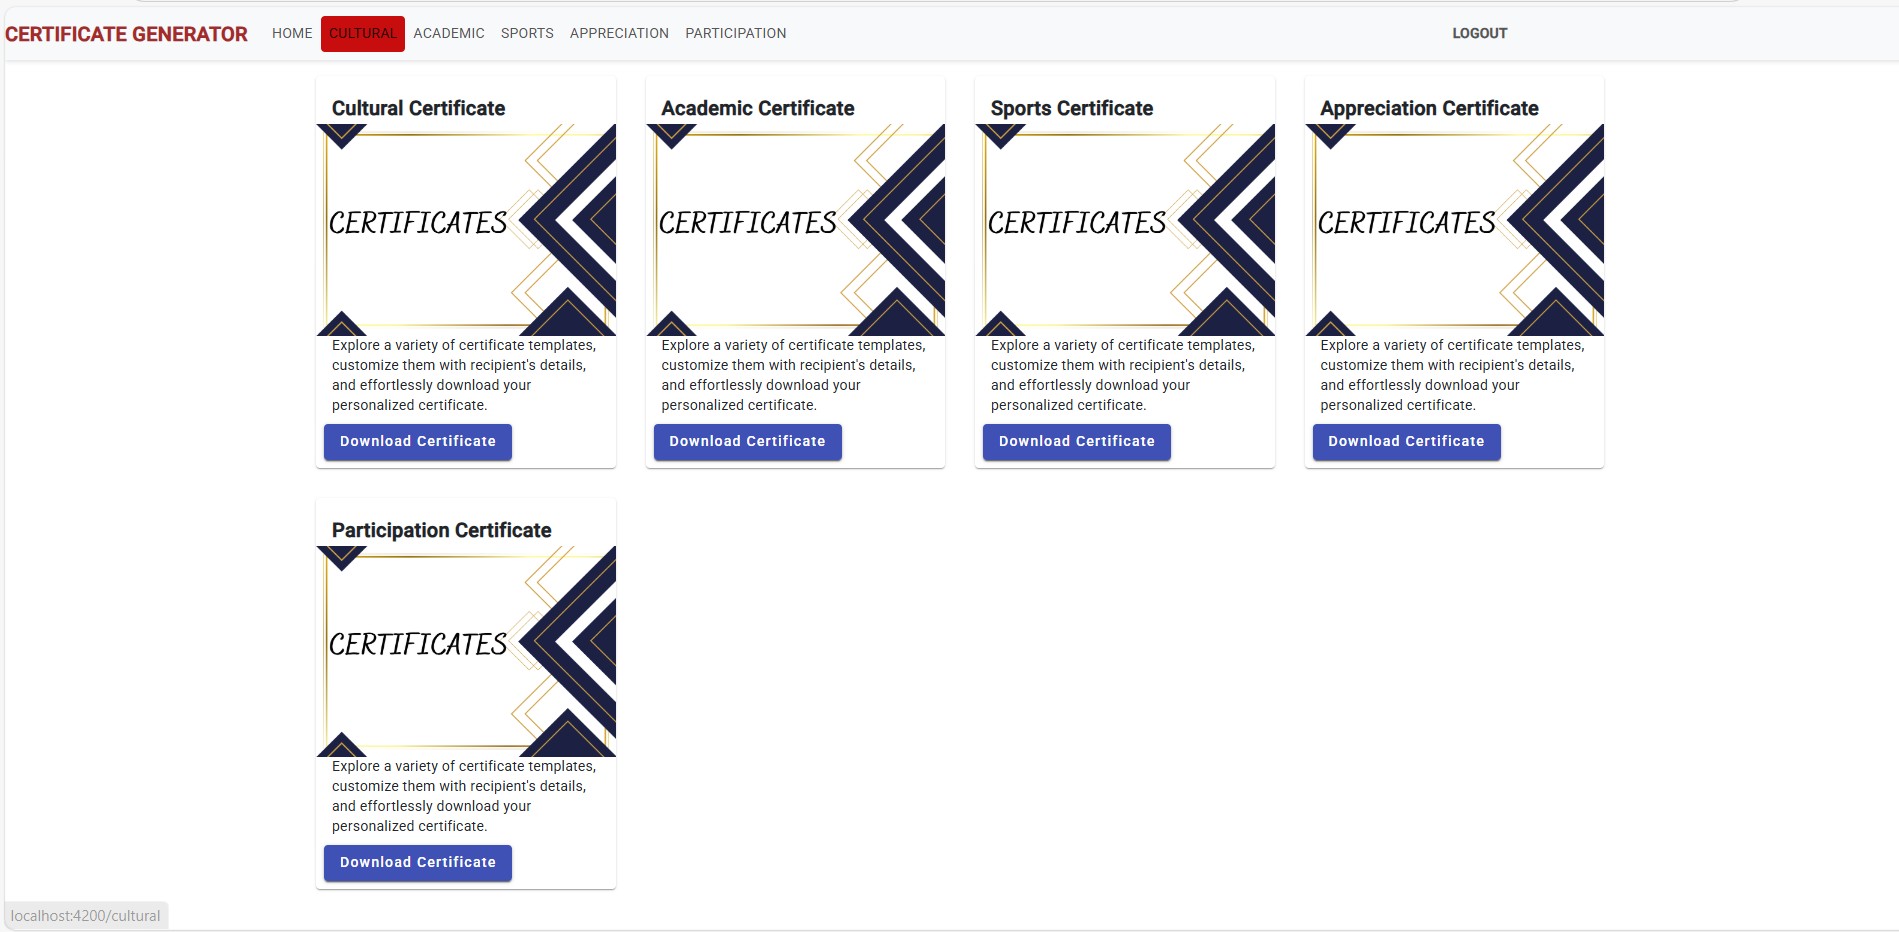 CERTIFICATE GENERATOR HOME CULTURAL ACADEMIC SPORTS APPRECIATION PARTICIPATION LOGOUT
Cultural Certificate
CERTIFICATES
Explore a variety of certificate templates,
customize them with recipient's details,
and effortlessly download your
personalized certificate.
Download Certificate
Academic Certificate
CERTIFICATES
Explore a variety of certificate templates,
customize them with recipient's details,
and effortlessly download your
personalized certificate.
Download Certificate
Sports Certificate
CERTIFICATES
Explore a variety of certificate templates,
customize them with recipient's details,
and effortlessly download your
personalized certificate.
Download Certificate
Appreciation Certificate
CERTIFICATES
Explore a variety of certificate templates,
customize them with recipient's details,
and effortlessly download your
personalized certificate.
Download Certificate
Participation Certificate
CERTIFICATES
Explore a variety of certificate templates,
customize them with recipient's details,
and effortlessly download your
personalized certificate.
Download Certificate
localhost:4200/cultural